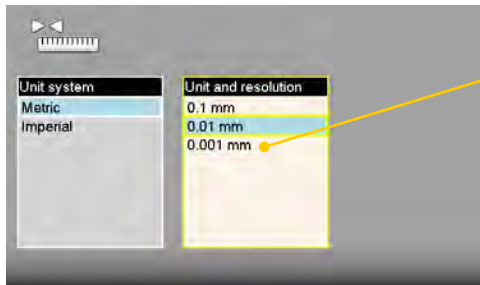 Unit system
Metric
Imperial
Unit and resolution
0.1 mm
0.01 mm
0.001 mm